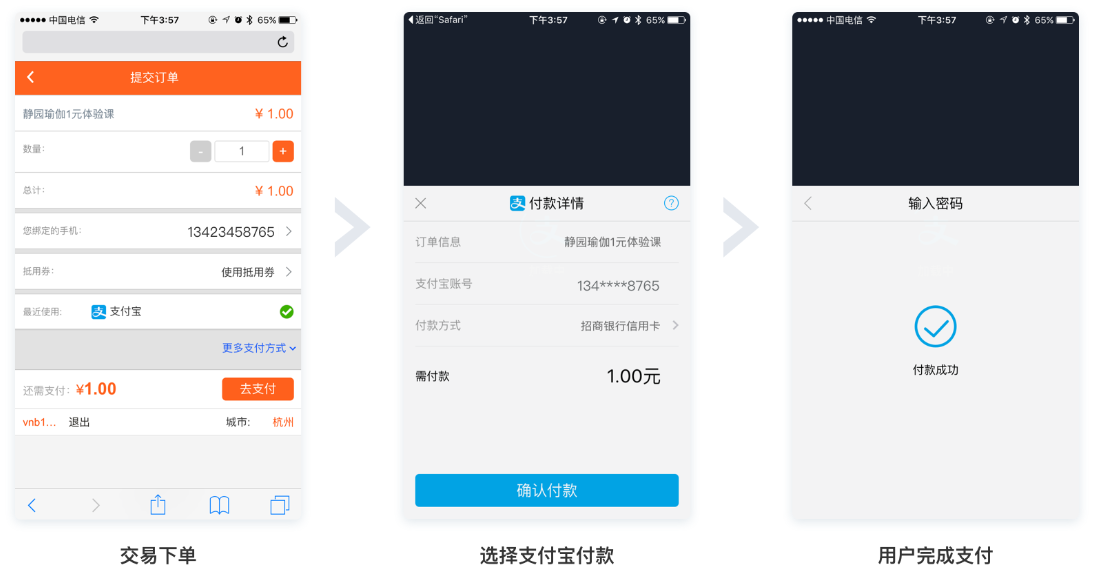 中国电信 下午3:57 65%
提交订单
静园瑜伽1元体验课 ¥ 1.00
数量: - 1 +
总计: ¥ 1.00
您绑定的手机: 13423458765
抵用券: 使用抵用券
最近使用: 支付宝
更多支付方式
还需支付: ¥1.00 去支付
vnb1... 退出 城市: 杭州
交易下单
返回“Safari” 下午3:57 65%
付款详情 ?
订单信息 静园瑜伽1元体验课
支付宝账号 134****8765
付款方式 招商银行信用卡
需付款 1.00元
确认付款
选择支付宝付款
中国电信 下午3:57 65%
输入密码
付款成功
用户完成支付